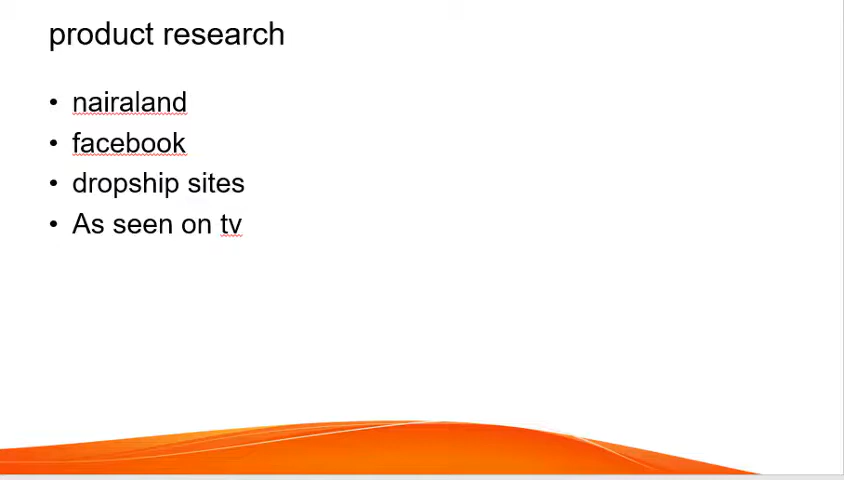 product research
• nairaland
• facebook
• dropship sites
• As seen on tv